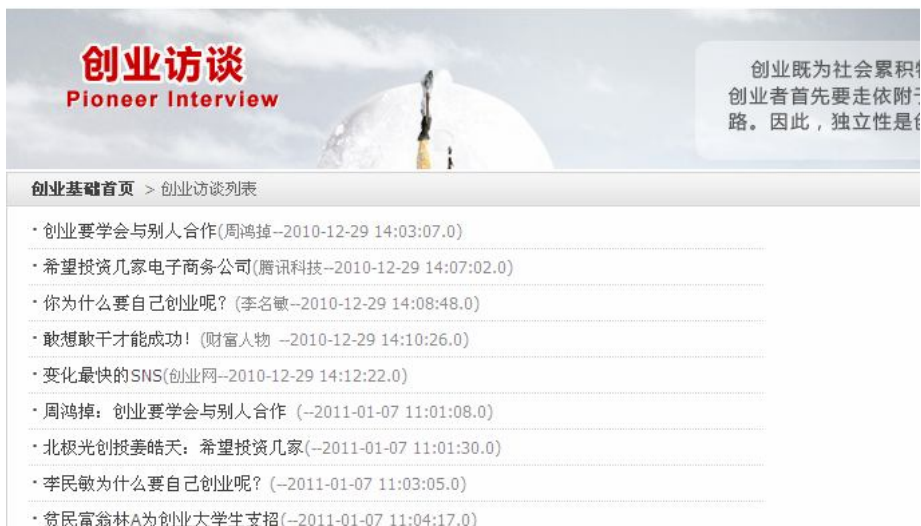 创业访谈
Pioneer Interview
创业既为社会累积
创业者首先要走依附于
路。因此，独立性是创
创业基础首页 > 创业访谈列表
·创业要学会与别人合作(周鸿掉--2010-12-29 14:03:07.0)
·希望投资几家电子商务公司(腾讯科技--2010-12-29 14:07:02.0)
·你为什么要自己创业呢？(李名敏--2010-12-29 14:08:48.0)
·敢想敢干才能成功！(财富人物 --2010-12-29 14:10:26.0)
·变化最快的SNS(创业网--2010-12-29 14:12:22.0)
·周鸿掉：创业要学会与别人合作 (--2011-01-07 11:01:08.0)
·北极光创投姜皓天：希望投资几家(--2011-01-07 11:01:30.0)
·李民敏为什么要自己创业呢？(--2011-01-07 11:03:05.0)
·贫民富翁林A为创业大学生支招(--2011-01-07 11:04:17.0)